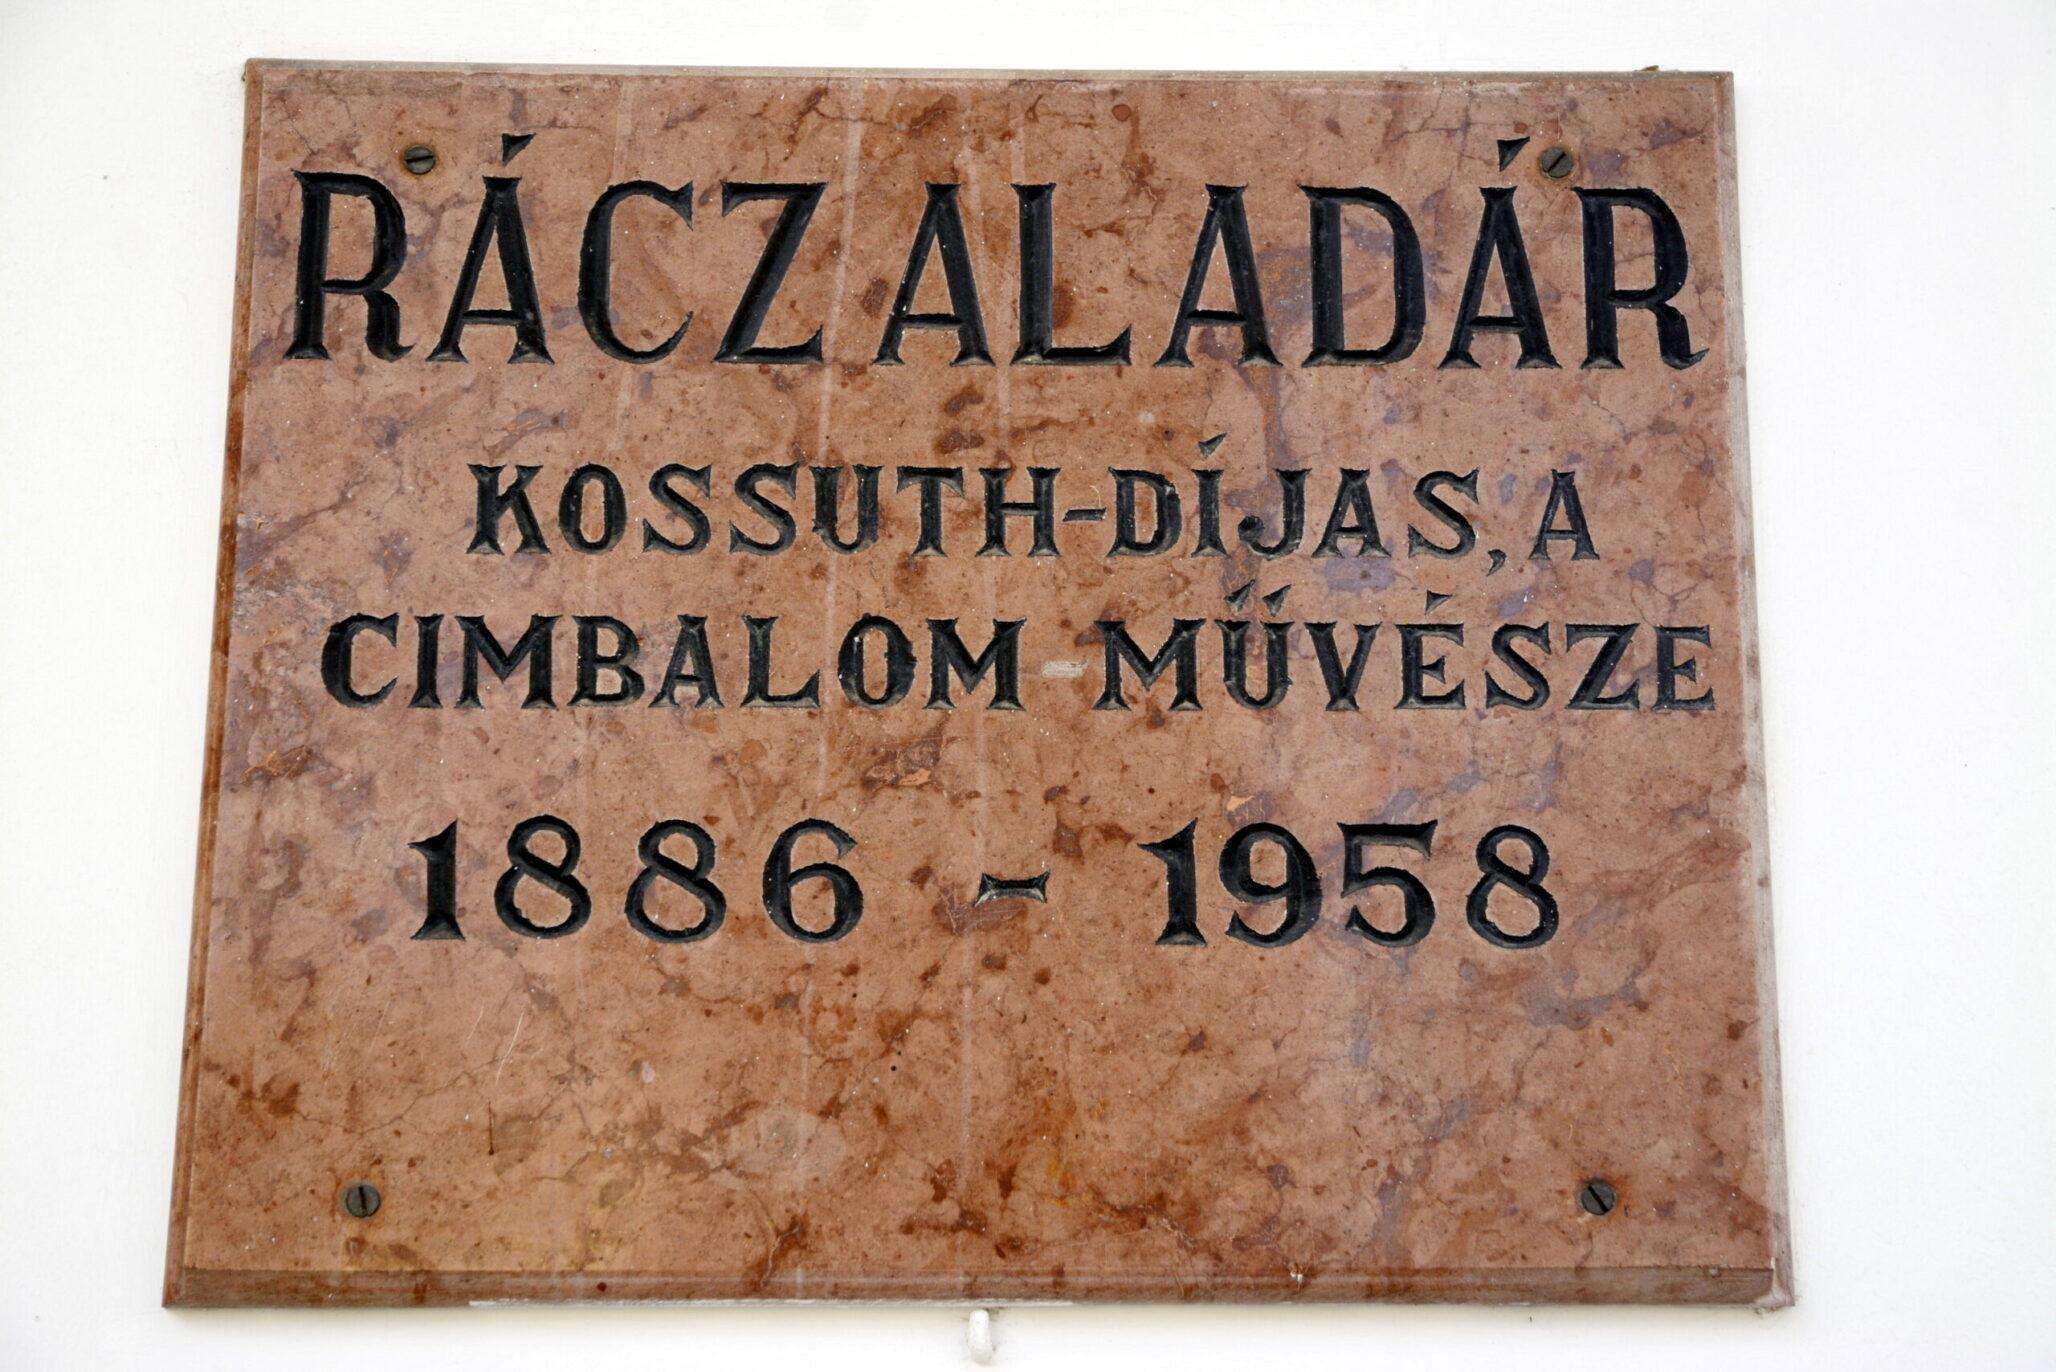 RÁCZ ALADÁR
KOSSUTH-DÍJAS, A
CIMBALOM MŰVÉSZE
1886 - 1958